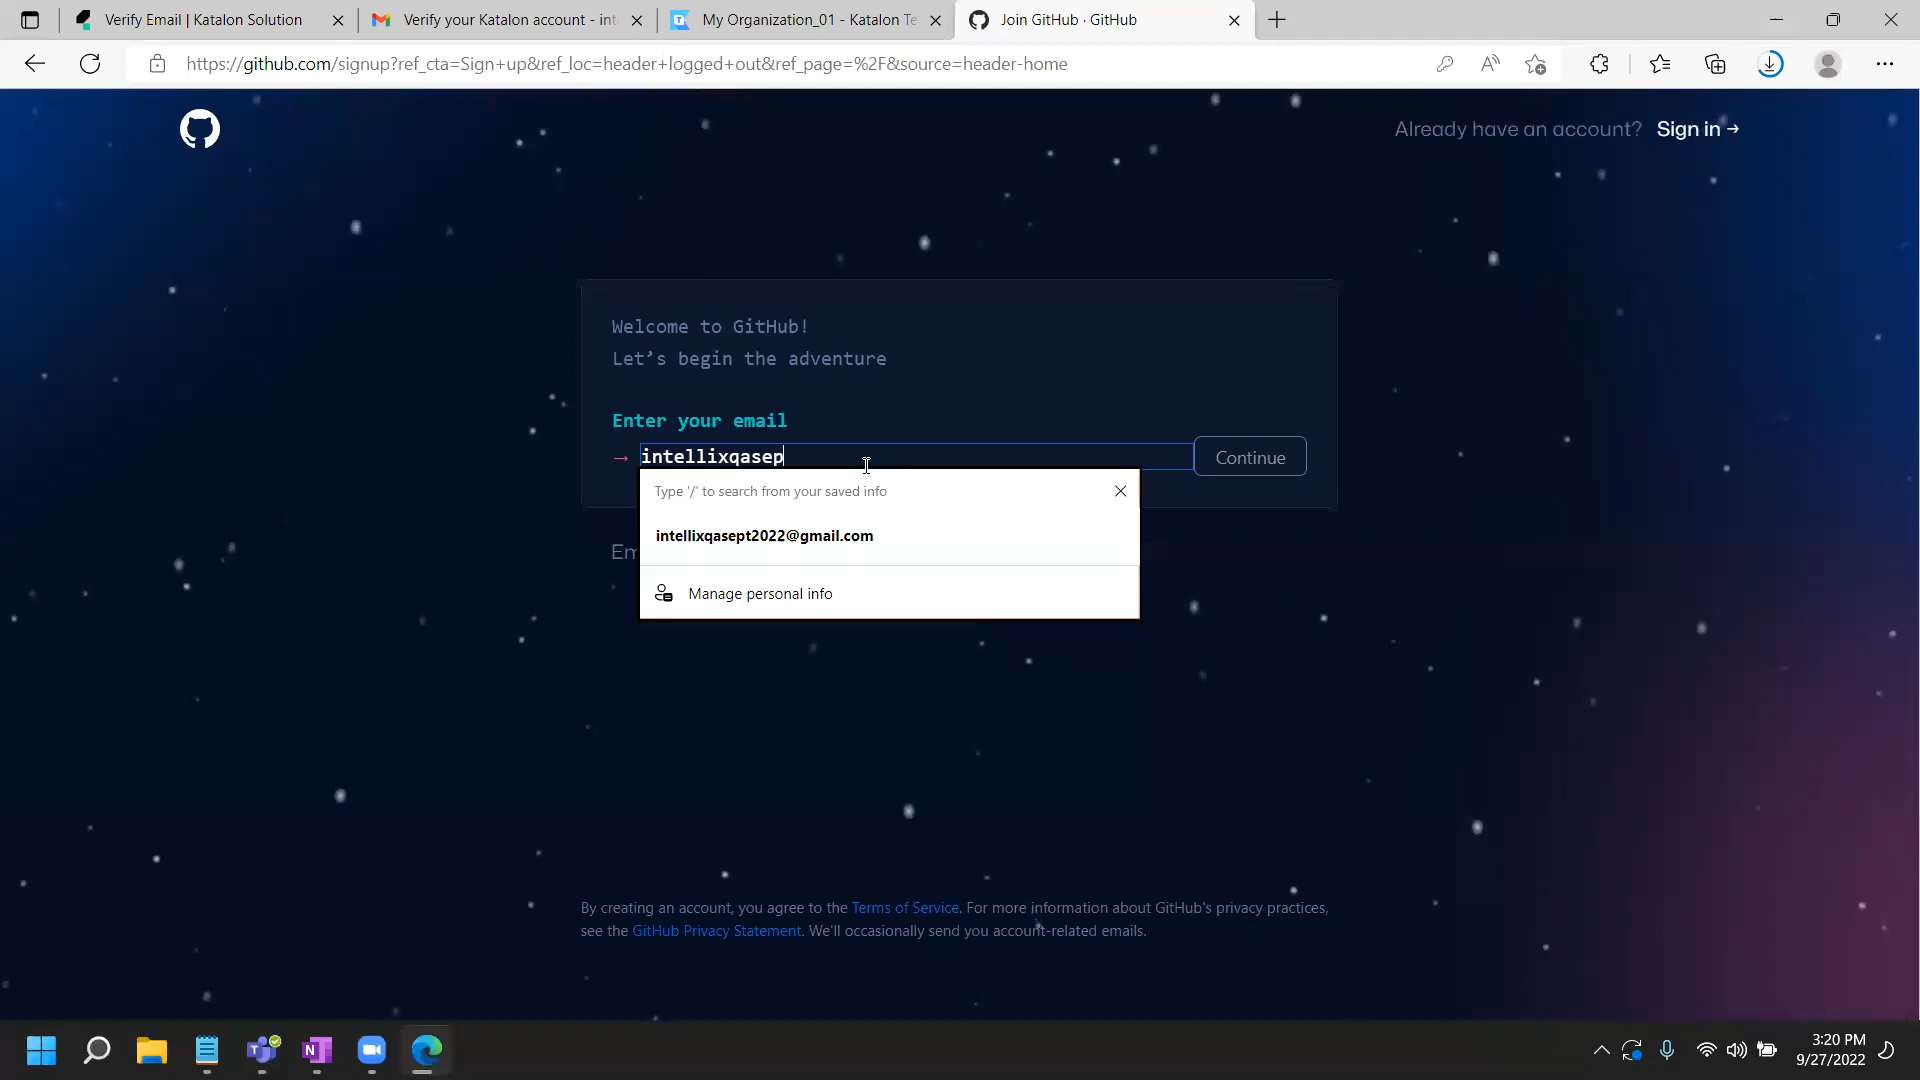 Verify Email | Katalon Solution
Verify your Katalon account - int
My Organization_01 - Katalon Te
Join GitHub · GitHub
https://github.com/signup?ref_cta=Sign+up&ref_loc=header+logged+out&ref_page=%2F&source=header-home
Already have an account? Sign in →
Welcome to GitHub!
Let's begin the adventure
Enter your email
→ intellixqasep
Continue
Type '/' to search from your saved info
intellixqasept2022@gmail.com
Em
Manage personal info
By creating an account, you agree to the Terms of Service. For more information about GitHub's privacy practices,
see the GitHub Privacy Statement. We'll occasionally send you account-related emails.
3:20 PM
9/27/2022